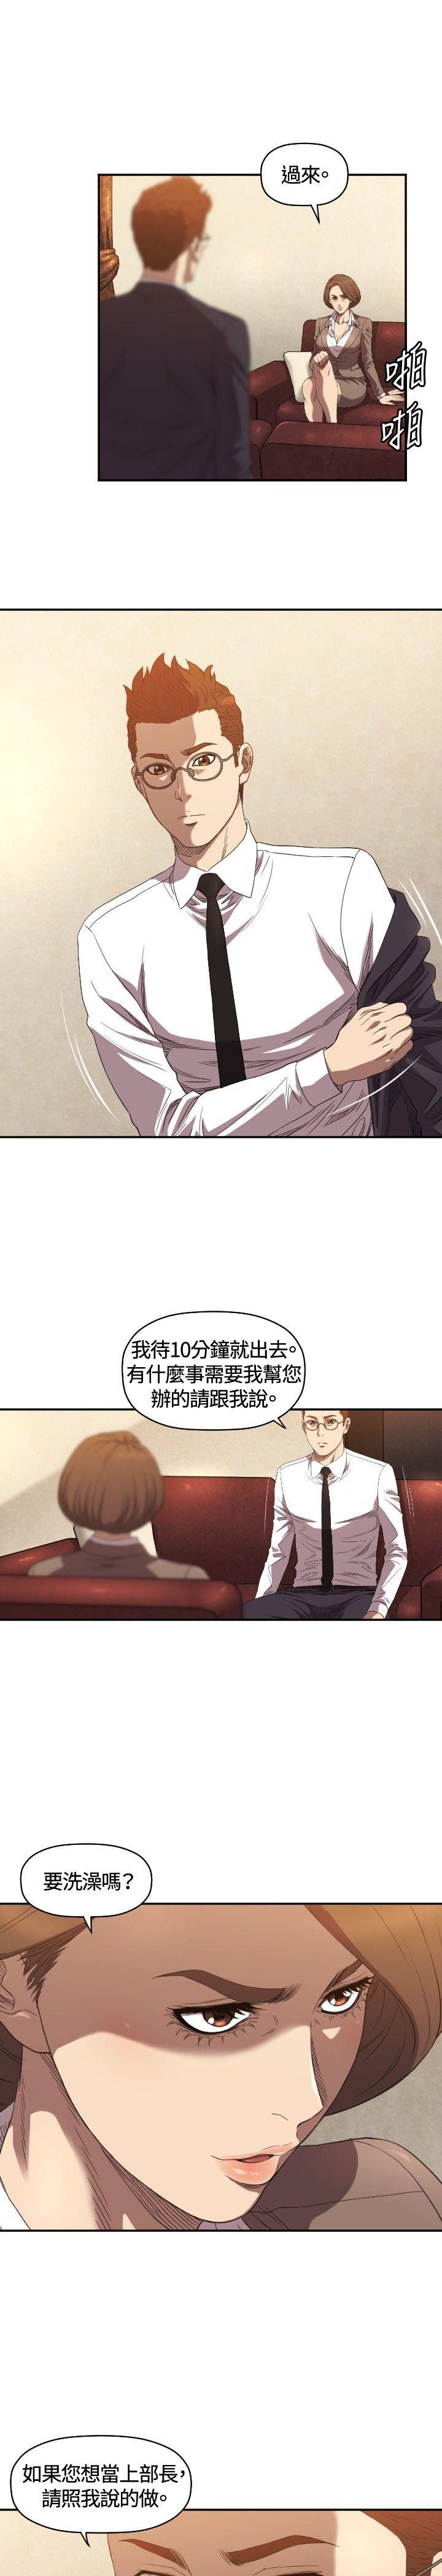 過來。
啪
啪
我待10分鐘就出去。
有什麼事需要我幫您
辦的請跟我說。
要洗澡嗎？
如果您想當上部長，
請照我說的做。